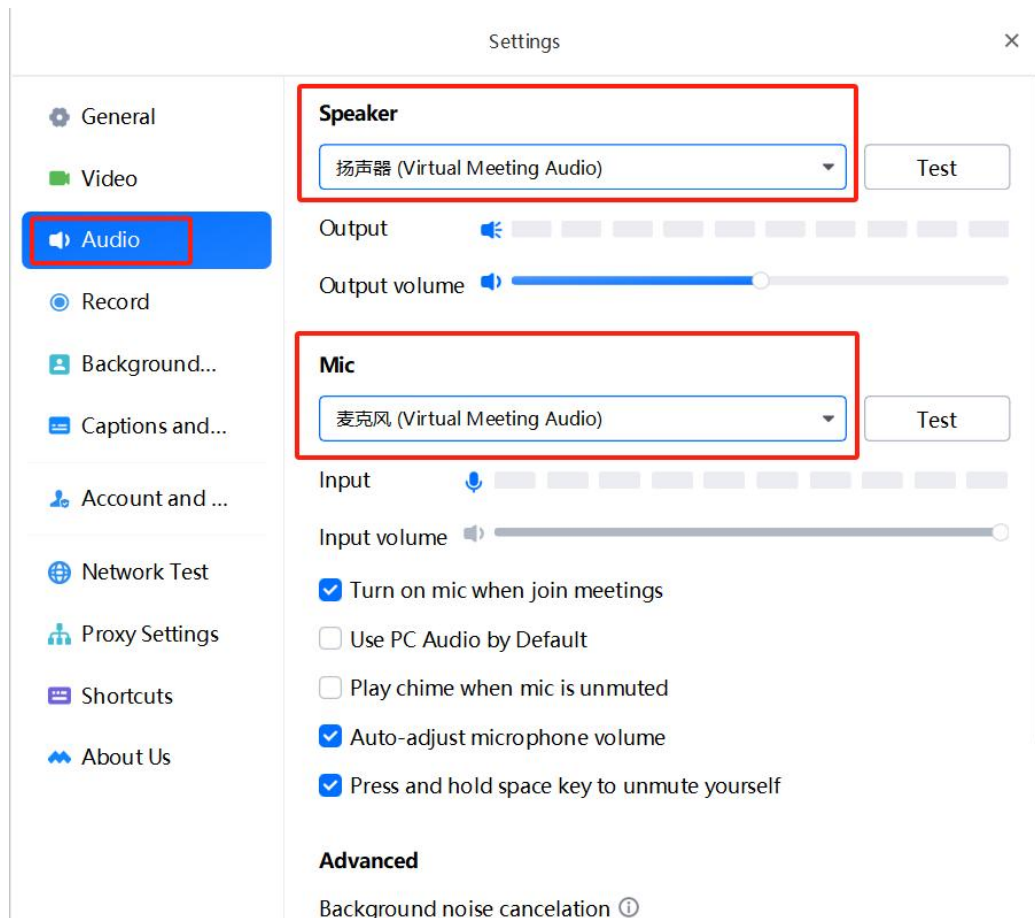 Settings
General
Video
Audio
Record
Background...
Captions and...
Account and ...
Network Test
Proxy Settings
Shortcuts
About Us
Speaker
扬声器 (Virtual Meeting Audio)
Test
Output
Output volume
Mic
麦克风 (Virtual Meeting Audio)
Test
Input
Input volume
Turn on mic when join meetings
Use PC Audio by Default
Play chime when mic is unmuted
Auto-adjust microphone volume
Press and hold space key to unmute yourself
Advanced
Background noise cancelation